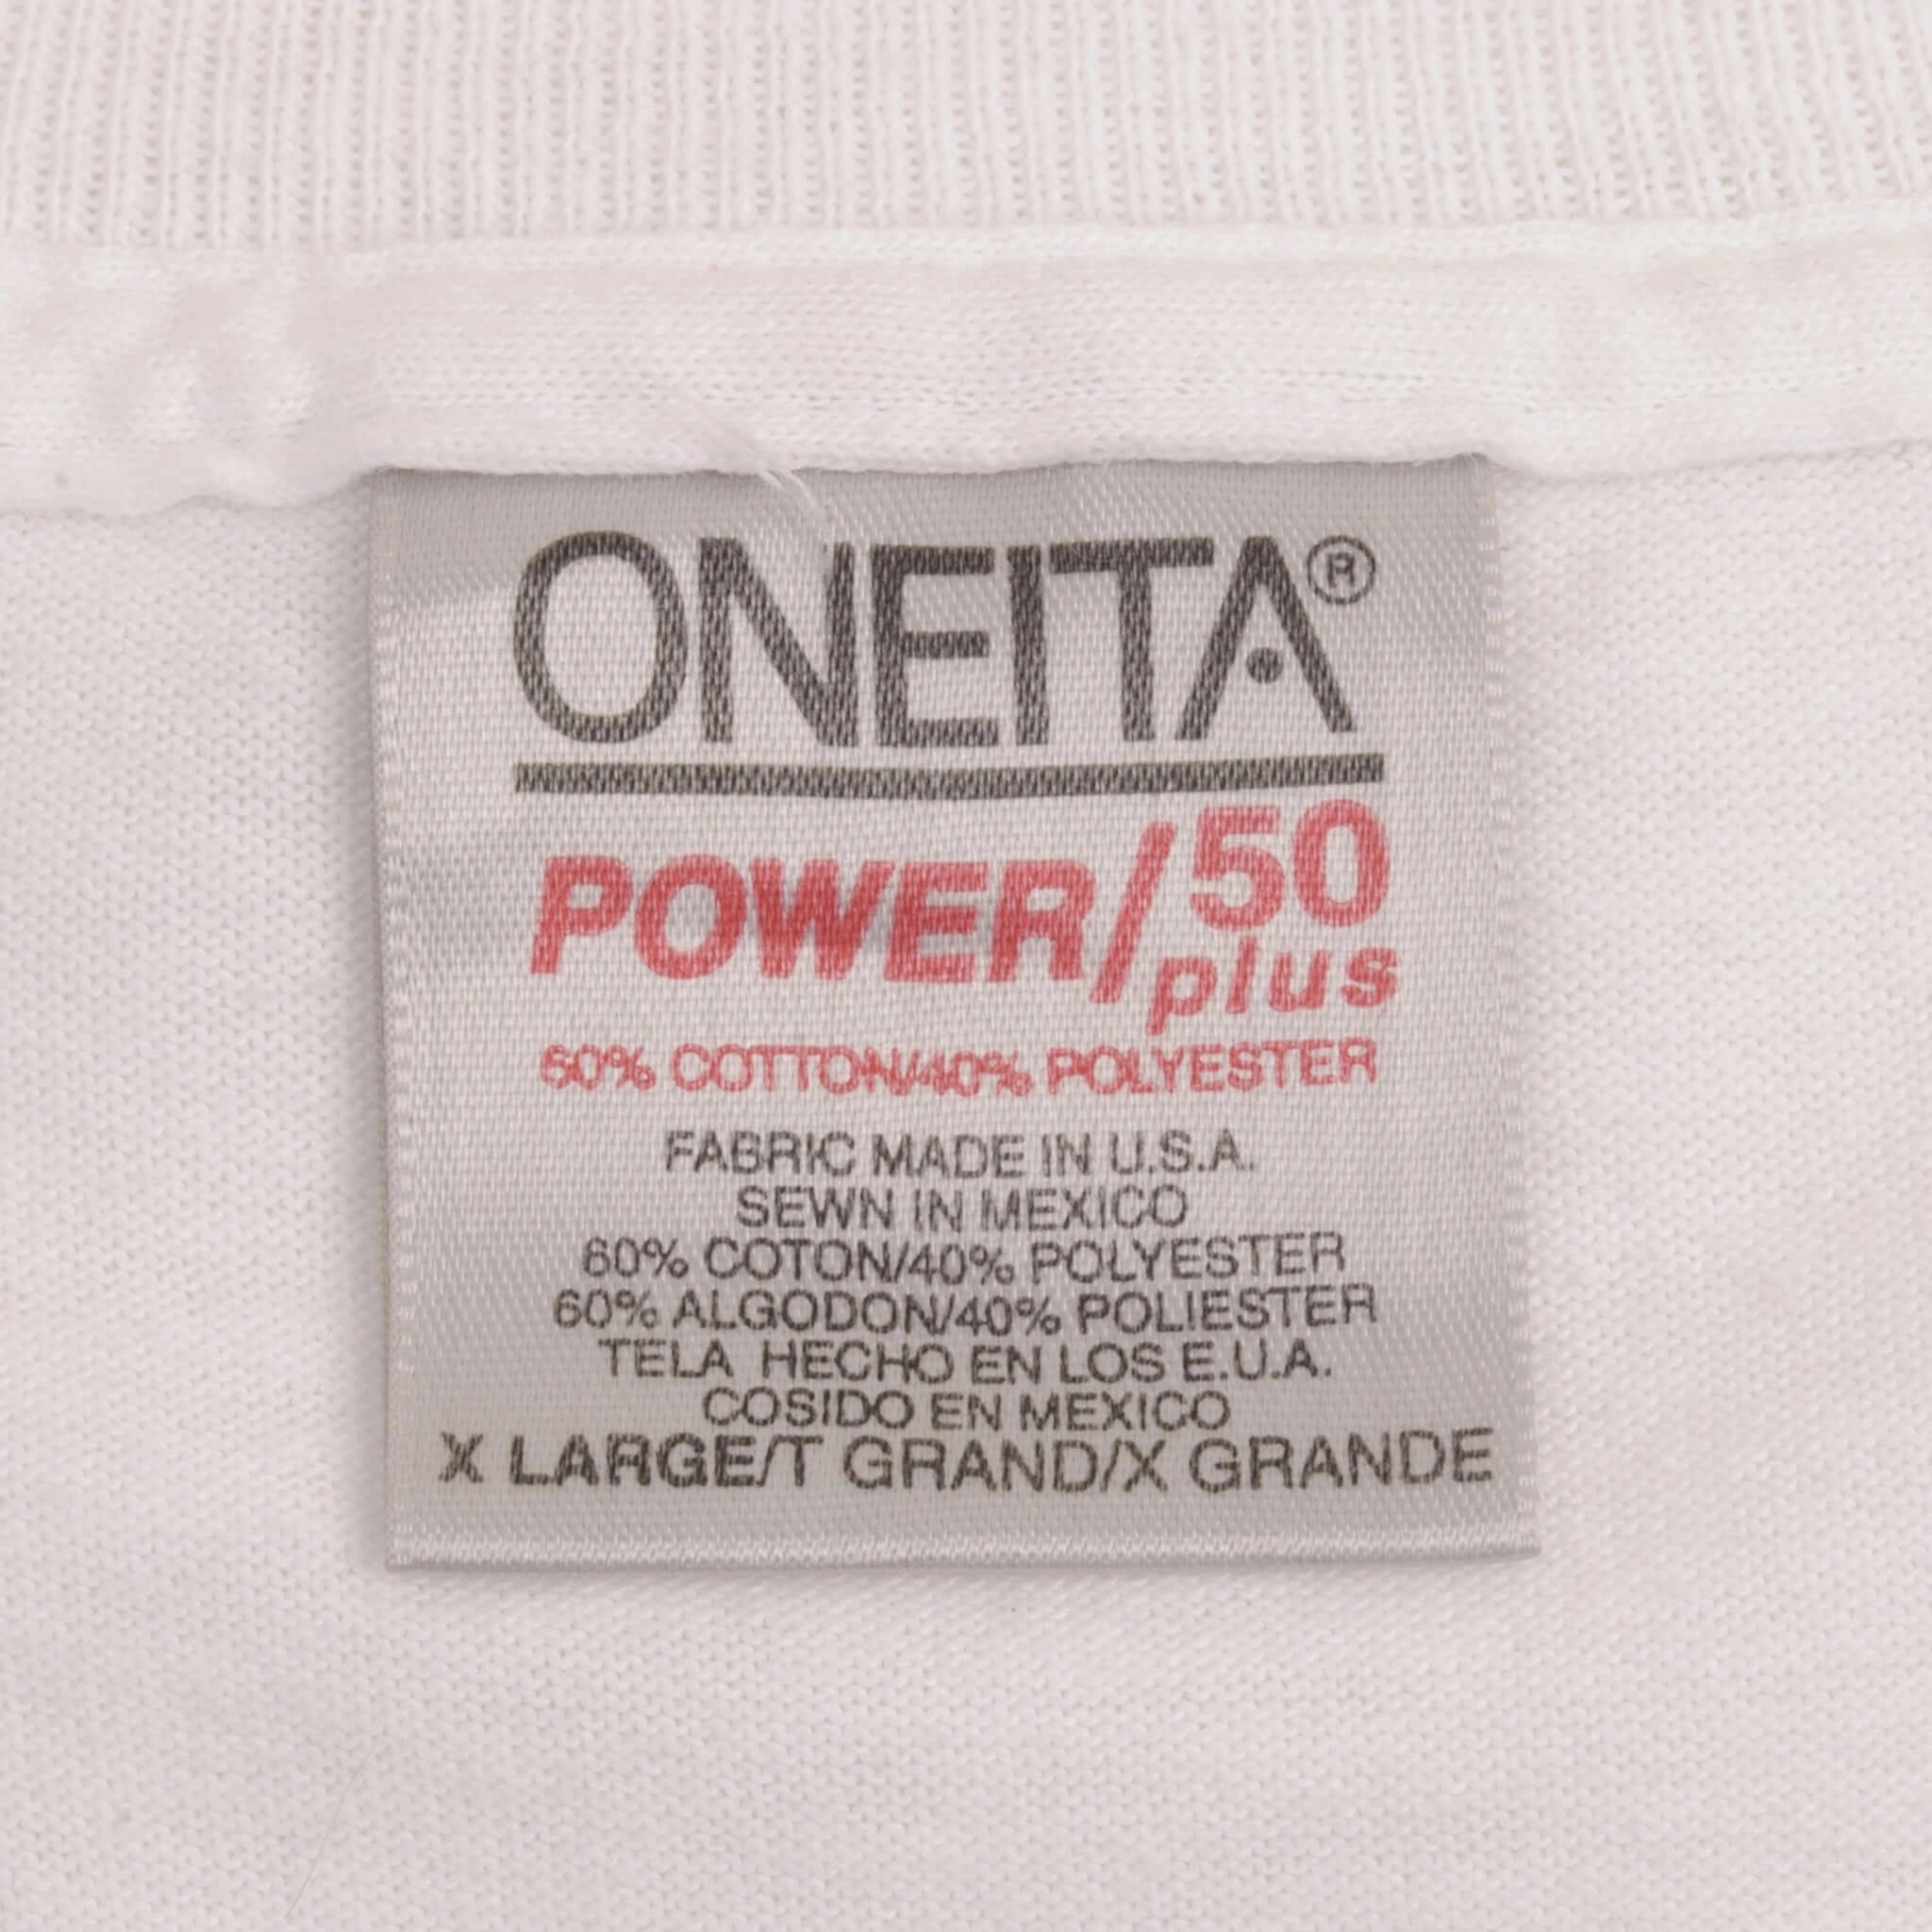 ONEITA®
POWER/50
plus
60% COTTON/40% POLYESTER
FABRIC MADE IN U.S.A.
SEWN IN MEXICO
60% COTON/40% POLYESTER
60% ALGODON/40% POLIESTER
TELA HECHO EN LOS E.U.A.
COSIDO EN MEXICO
X LARGE/T GRAND/X GRANDE